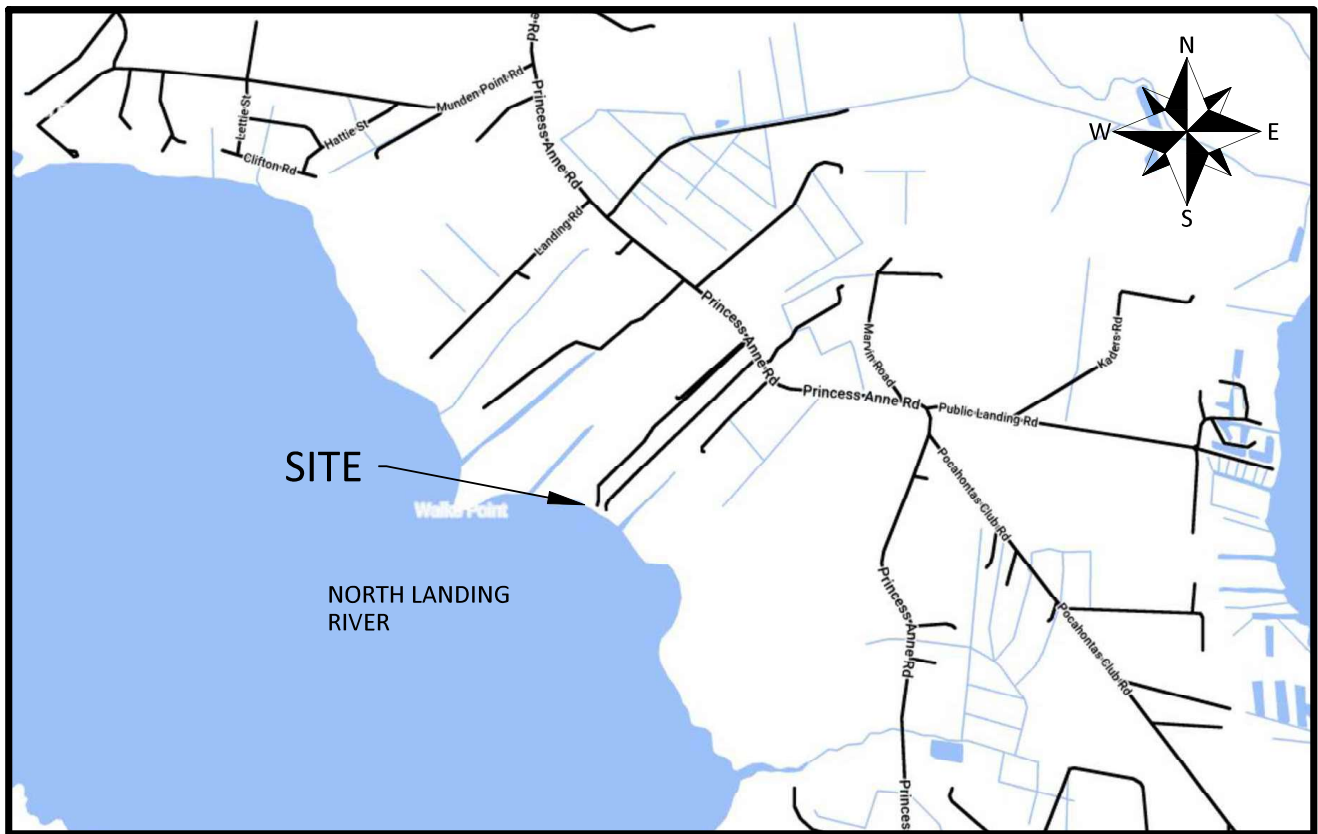 e-Rd
N
Munden Point Rd
W
E
Lettie St
Princess-Anne-Rd
Hattie St
Clifton-Rd
S
Landing-Rd
Princess-Anne-Rd
Marvin-Road
Kaders-Rd
Princess-Anne Rd
Public-Landing-Rd
SITE
Pocahontas-Club-Rd
NORTH LANDING
RIVER
Princess-Anne-Rd
Pocahontas-Club-Rd
Princes